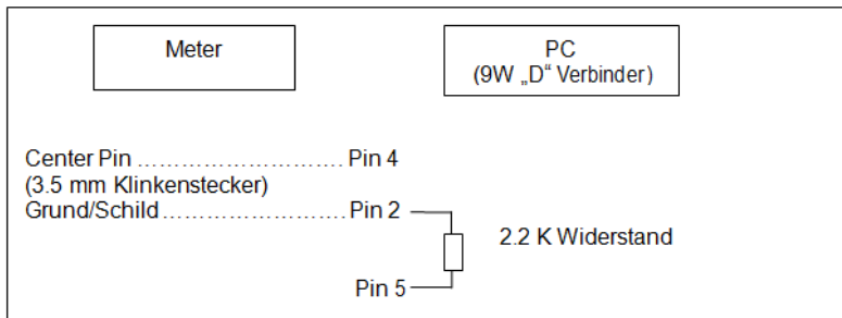 Meter
PC
(9W „D“ Verbinder)
Center Pin ………………………. Pin 4
(3.5 mm Klinkenstecker)
Grund/Schild……………………. Pin 2
2.2 K Widerstand
Pin 5